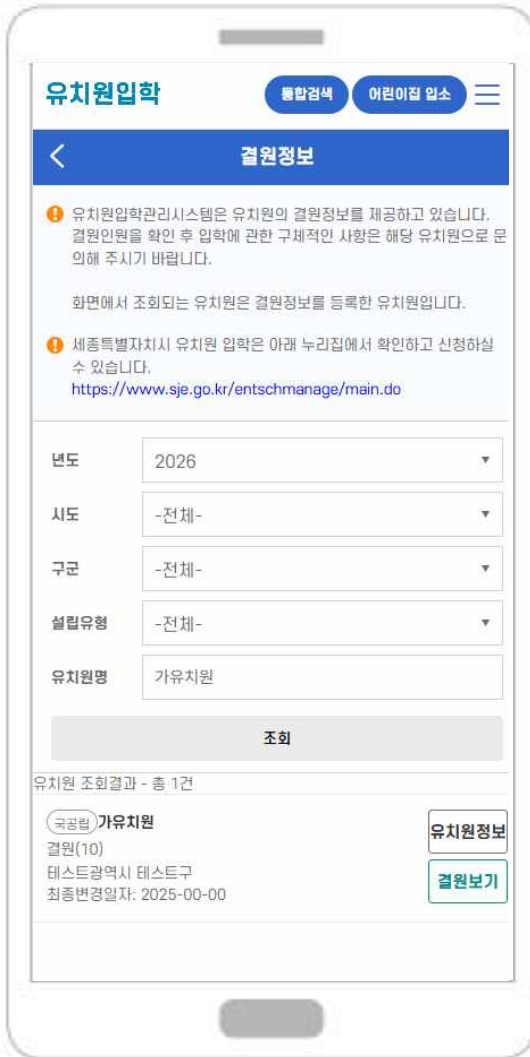 유치원입학
통합검색
어린이집 입소
결원정보
유치원입학관리시스템은 유치원의 결원정보를 제공하고 있습니다.
결원인원을 확인 후 입학에 관한 구체적인 사항은 해당 유치원으로 문
의해 주시기 바랍니다.
화면에서 조회되는 유치원은 결원정보를 등록한 유치원입니다.
세종특별자치시 유치원 입학은 아래 누리집에서 확인하고 신청하실
수 있습니다.
https://www.sje.go.kr/entschmanage/main.do
년도 2026
시도 -전체-
구군 -전체-
설립유형 -전체-
유치원명 가유치원
조회
유치원 조회결과 - 총 1건
국공립 가유치원
유치원정보
결원(10)
테스트광역시 테스트구
결원보기
최종변경일자: 2025-00-00